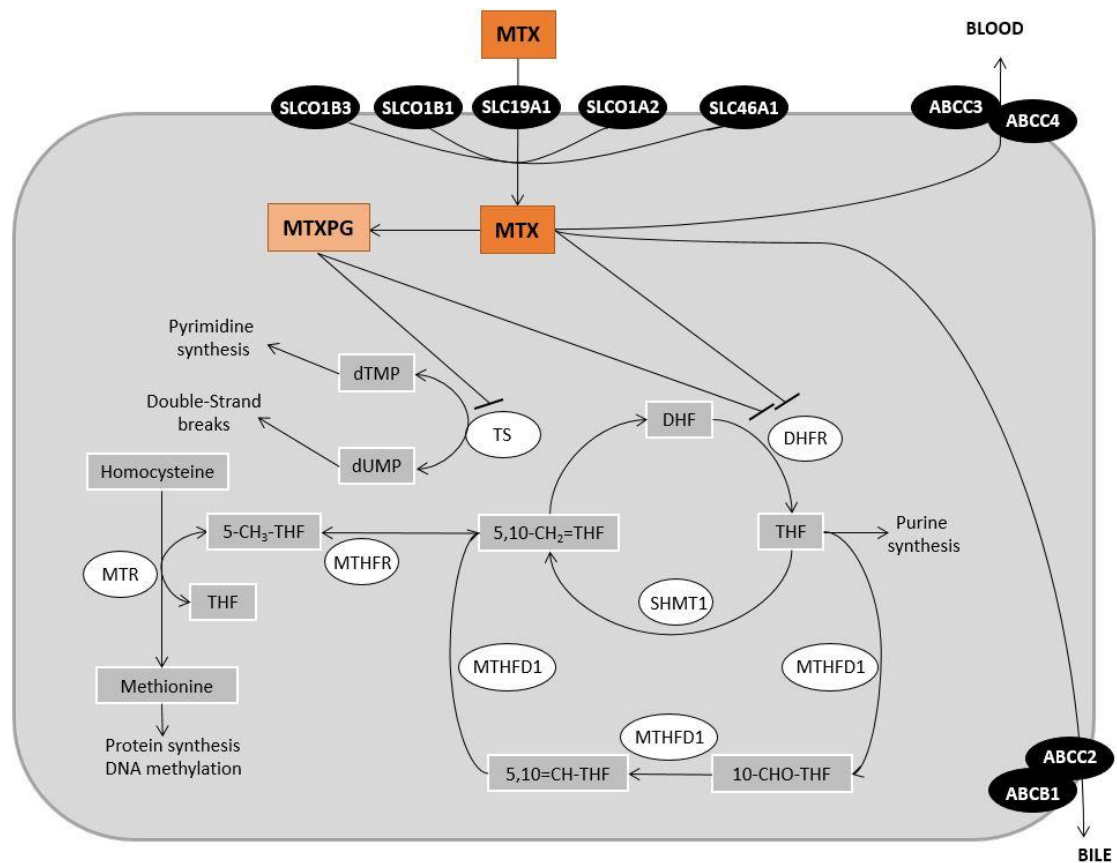 MTX
BLOOD
SLCO1B3
SLCO1B1
SLC19A1
SLCO1A2
SLC46A1
ABCC3
ABCC4
MTXPG
MTX
Pyrimidine
synthesis
dTMP
Double-Strand
breaks
TS
dUMP
DHF
DHFR
Homocysteine
5-CH₃-THF
MTHFR
5,10-CH₂=THF
THF
Purine
synthesis
MTR
THF
SHMT1
Methionine
MTHFD1
MTHFD1
Protein synthesis
DNA methylation
MTHFD1
5,10=CH-THF
10-CHO-THF
ABCC2
ABCB1
BILE